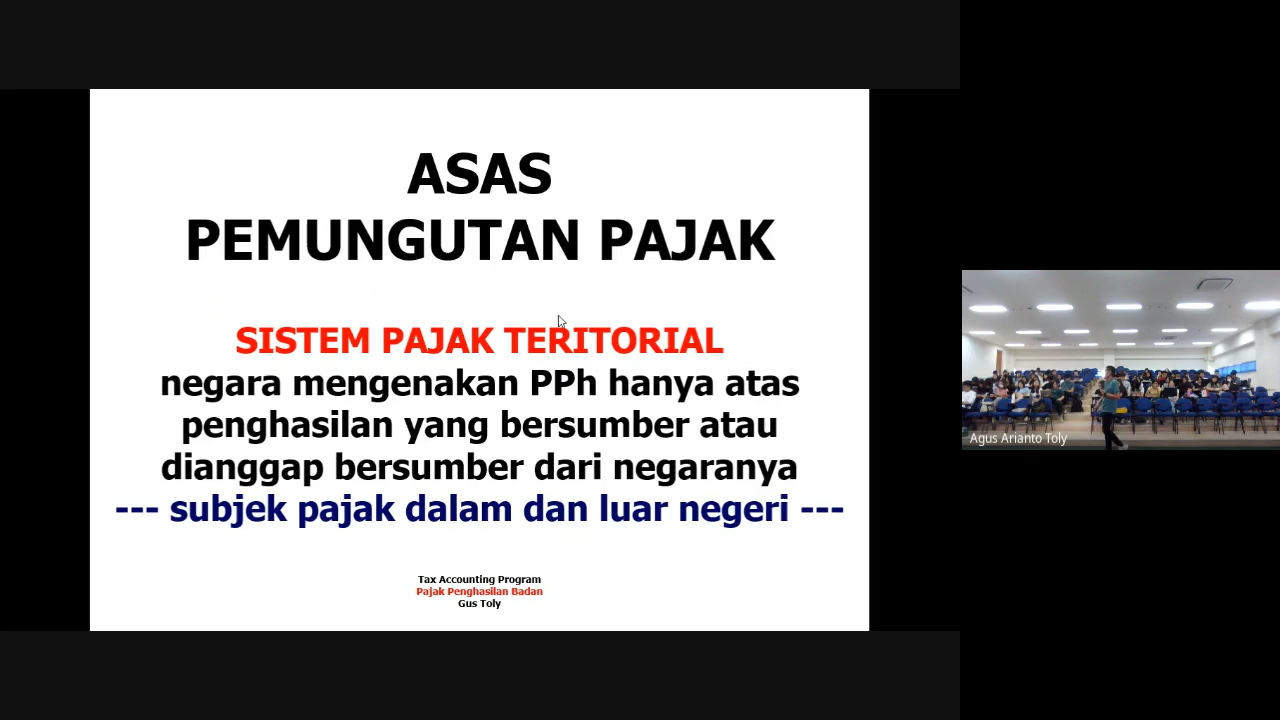 ASAS
PEMUNGUTAN PAJAK
SISTEM PAJAK TERITORIAL
negara mengenakan PPh hanya atas
penghasilan yang bersumber atau
dianggap bersumber dari negaranya
--- subjek pajak dalam dan luar negeri ---
Tax Accounting Program
Pajak Penghasilan Badan
Gus Toly
Agus Arianto Toly